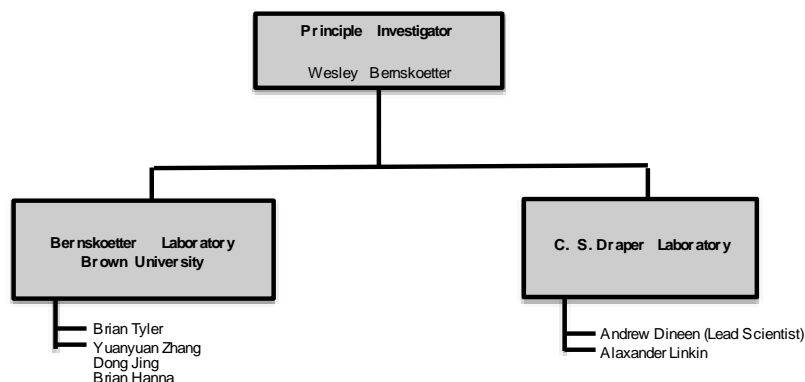 Principle Investigator
Wesley Bernskoetter
Bernskoetter Laboratory
Brown University
C. S. Draper Laboratory
Brian Tyler
Yuanyuan Zhang
Dong Jing
Brian Hanna
Andrew Dineen (Lead Scientist)
Alaxander Linkin